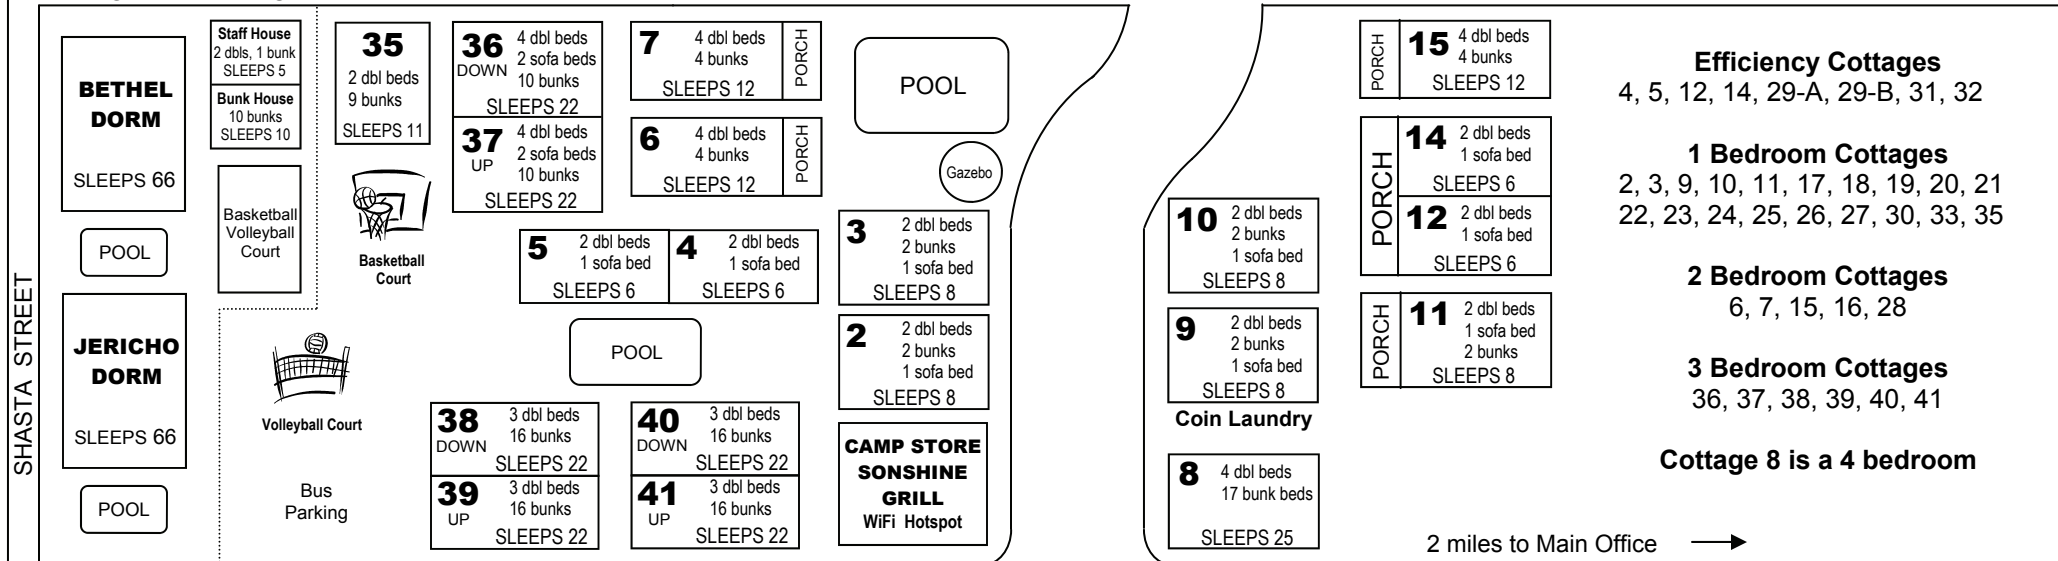 SHASTA STREET
BETHEL
DORM
SLEEPS 66
POOL
JERICHO
DORM
SLEEPS 66
POOL
Staff House
2 dbls, 1 bunk
SLEEPS 5
Bunk House
10 bunks
SLEEPS 10
Basketball
Volleyball
Court
35
2 dbl beds
9 bunks
SLEEPS 11
Basketball
Court
Volleyball Court
Bus
Parking
36 4 dbl beds
DOWN 2 sofa beds
10 bunks
SLEEPS 22
37 4 dbl beds
UP 2 sofa beds
10 bunks
SLEEPS 22
7 4 dbl beds
4 bunks
SLEEPS 12
PORCH
6 4 dbl beds
4 bunks
SLEEPS 12
PORCH
5 2 dbl beds
1 sofa bed
SLEEPS 6
4 2 dbl beds
1 sofa bed
SLEEPS 6
POOL
38 3 dbl beds
DOWN 16 bunks
SLEEPS 22
39 3 dbl beds
UP 16 bunks
SLEEPS 22
40 3 dbl beds
DOWN 16 bunks
SLEEPS 22
41 3 dbl beds
UP 16 bunks
SLEEPS 22
POOL
Gazebo
3 2 dbl beds
2 bunks
1 sofa bed
SLEEPS 8
2 2 dbl beds
2 bunks
1 sofa bed
SLEEPS 8
CAMP STORE
SONSHINE
GRILL
WiFi Hotspot
10 2 dbl beds
2 bunks
1 sofa bed
SLEEPS 8
9 2 dbl beds
2 bunks
1 sofa bed
SLEEPS 8
Coin Laundry
8 4 dbl beds
17 bunk beds
SLEEPS 25
PORCH
15 4 dbl beds
4 bunks
SLEEPS 12
PORCH
14 2 dbl beds
1 sofa bed
SLEEPS 6
12 2 dbl beds
1 sofa bed
SLEEPS 6
PORCH
11 2 dbl beds
1 sofa bed
2 bunks
SLEEPS 8
Efficiency Cottages
4, 5, 12, 14, 29-A, 29-B, 31, 32
1 Bedroom Cottages
2, 3, 9, 10, 11, 17, 18, 19, 20, 21
22, 23, 24, 25, 26, 27, 30, 33, 35
2 Bedroom Cottages
6, 7, 15, 16, 28
3 Bedroom Cottages
36, 37, 38, 39, 40, 41
Cottage 8 is a 4 bedroom
2 miles to Main Office